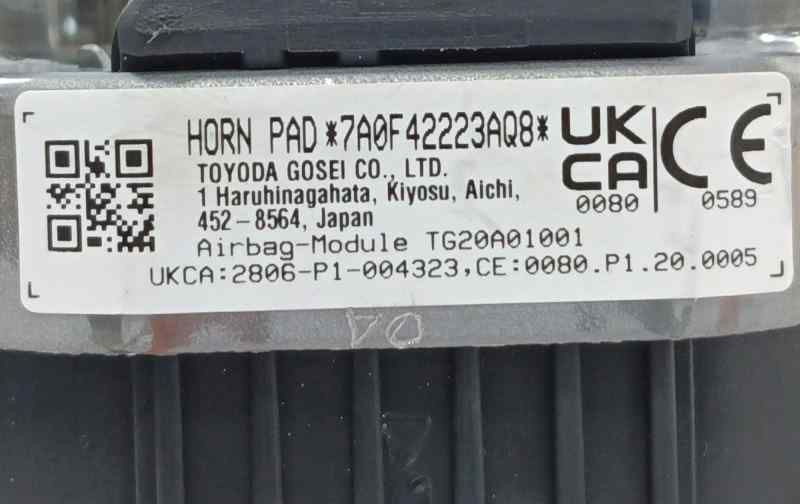 HORN PAD *7A0F42223AQ8*
TOYODA GOSEI CO., LTD.
1 Haruhinagahata, Kiyosu, Aichi,
452-8564, Japan
Airbag-Module TG20A01001
UKCA:2806-P1-004323,CE:0080.P1.20.0005
UK
CA
0080
CE
0589